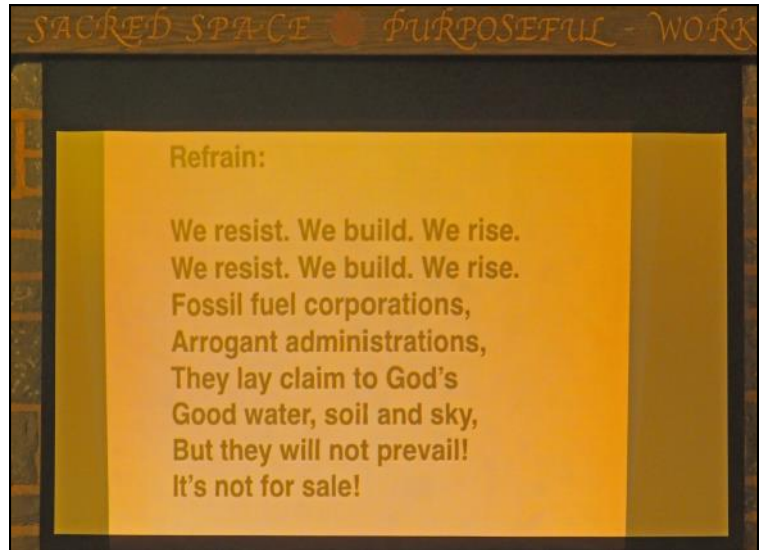 SACRED SPACE PURPOSEFUL - WORK
Refrain:
We resist. We build. We rise.
We resist. We build. We rise.
Fossil fuel corporations,
Arrogant administrations,
They lay claim to God's
Good water, soil and sky,
But they will not prevail!
It's not for sale!